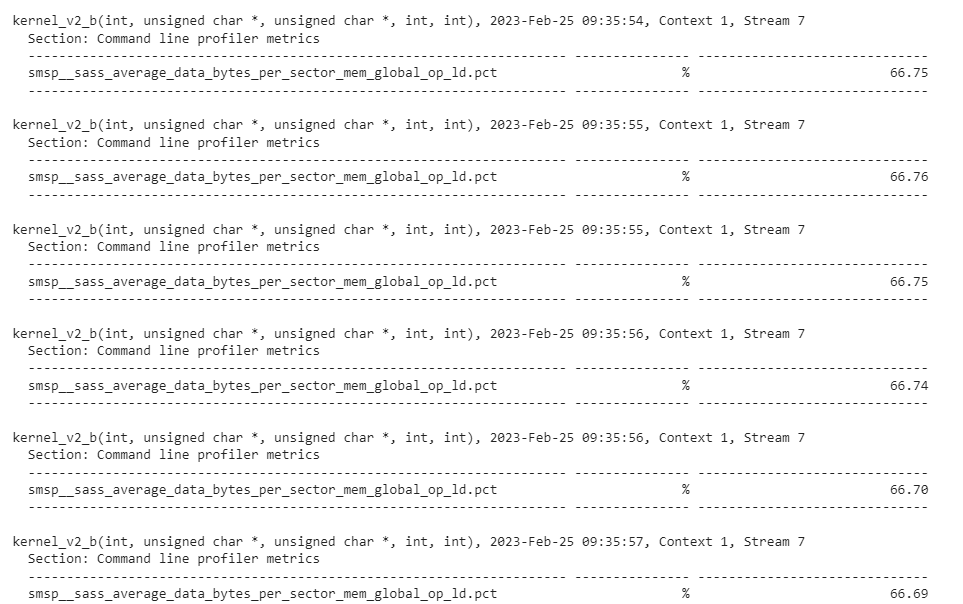 kernel_v2_b(int, unsigned char *, unsigned char *, int, int), 2023-Feb-25 09:35:54, Context 1, Stream 7
  Section: Command line profiler metrics
  ---------------------------------------------------------------------- --------------- ------------------------------
  smsp__sass_average_data_bytes_per_sector_mem_global_op_ld.pct                        %                          66.75
  ---------------------------------------------------------------------- --------------- ------------------------------
kernel_v2_b(int, unsigned char *, unsigned char *, int, int), 2023-Feb-25 09:35:55, Context 1, Stream 7
  Section: Command line profiler metrics
  ---------------------------------------------------------------------- --------------- ------------------------------
  smsp__sass_average_data_bytes_per_sector_mem_global_op_ld.pct                        %                          66.76
  ---------------------------------------------------------------------- --------------- ------------------------------
kernel_v2_b(int, unsigned char *, unsigned char *, int, int), 2023-Feb-25 09:35:55, Context 1, Stream 7
  Section: Command line profiler metrics
  ---------------------------------------------------------------------- --------------- ------------------------------
  smsp__sass_average_data_bytes_per_sector_mem_global_op_ld.pct                        %                          66.75
  ---------------------------------------------------------------------- --------------- ------------------------------
kernel_v2_b(int, unsigned char *, unsigned char *, int, int), 2023-Feb-25 09:35:56, Context 1, Stream 7
  Section: Command line profiler metrics
  ---------------------------------------------------------------------- --------------- ------------------------------
  smsp__sass_average_data_bytes_per_sector_mem_global_op_ld.pct                        %                          66.74
  ---------------------------------------------------------------------- --------------- ------------------------------
kernel_v2_b(int, unsigned char *, unsigned char *, int, int), 2023-Feb-25 09:35:56, Context 1, Stream 7
  Section: Command line profiler metrics
  ---------------------------------------------------------------------- --------------- ------------------------------
  smsp__sass_average_data_bytes_per_sector_mem_global_op_ld.pct                        %                          66.70
  ---------------------------------------------------------------------- --------------- ------------------------------
kernel_v2_b(int, unsigned char *, unsigned char *, int, int), 2023-Feb-25 09:35:57, Context 1, Stream 7
  Section: Command line profiler metrics
  ---------------------------------------------------------------------- --------------- ------------------------------
  smsp__sass_average_data_bytes_per_sector_mem_global_op_ld.pct                        %                          66.69